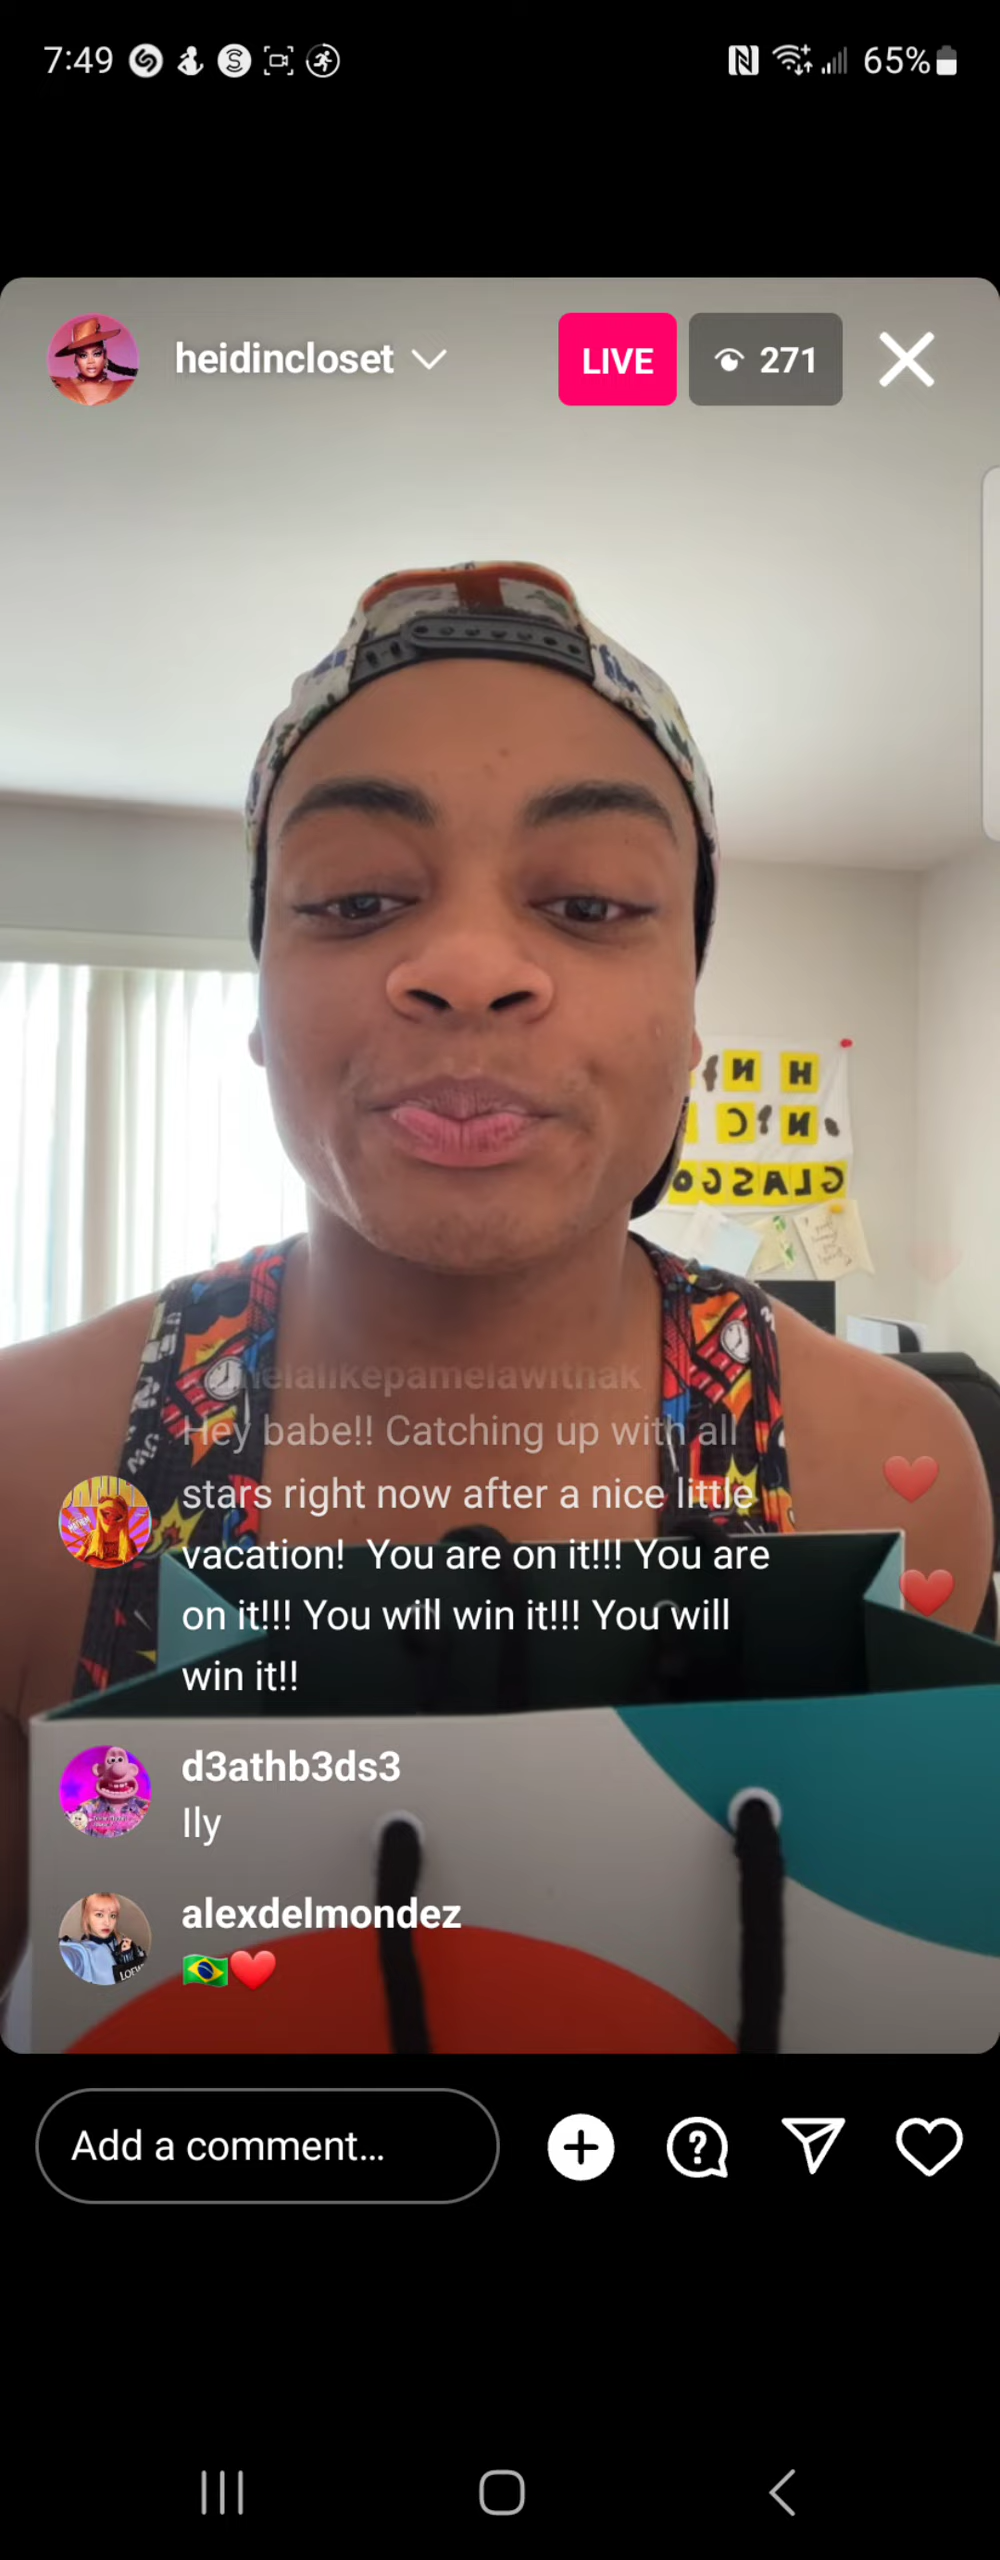 7:49
65%
heidincloset
LIVE
271
H N
N C
GLASGO
Hey babe!! Catching up with all
stars right now after a nice little
vacation!  You are on it!!! You are
on it!!! You will win it!!! You will
win it!!
d3athb3ds3
Ily
alexdelmondez
🇧🇷❤️
Add a comment...